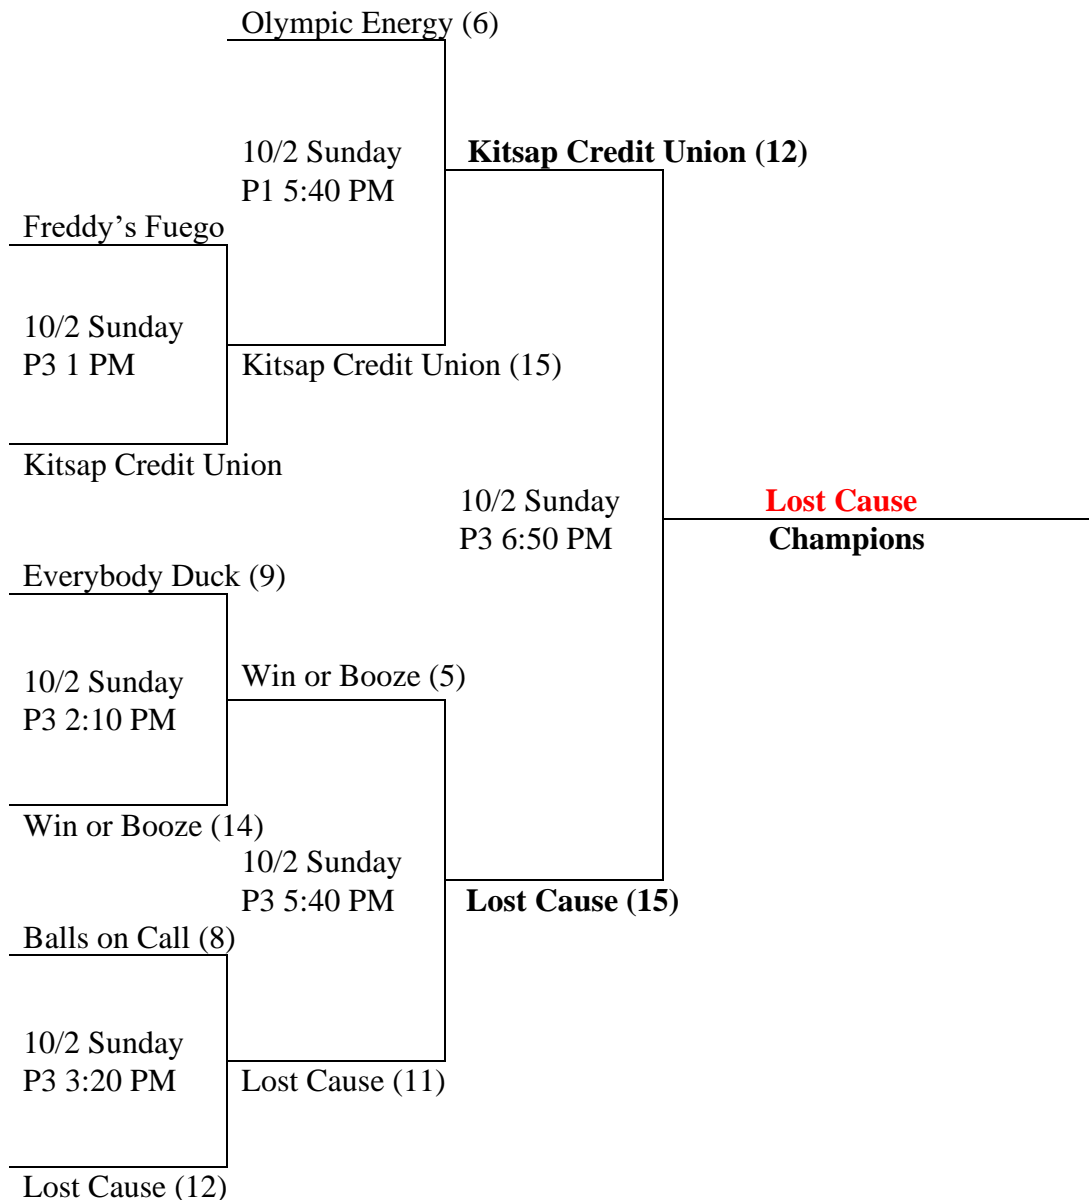 Olympic Energy (6)
10/2 Sunday
P1 5:40 PM
Kitsap Credit Union (12)
Freddy’s Fuego
10/2 Sunday
P3 1 PM
Kitsap Credit Union (15)
Kitsap Credit Union
10/2 Sunday
P3 6:50 PM
Lost Cause
Champions
Everybody Duck (9)
10/2 Sunday
P3 2:10 PM
Win or Booze (5)
Win or Booze (14)
10/2 Sunday
P3 5:40 PM
Lost Cause (15)
Balls on Call (8)
10/2 Sunday
P3 3:20 PM
Lost Cause (11)
Lost Cause (12)